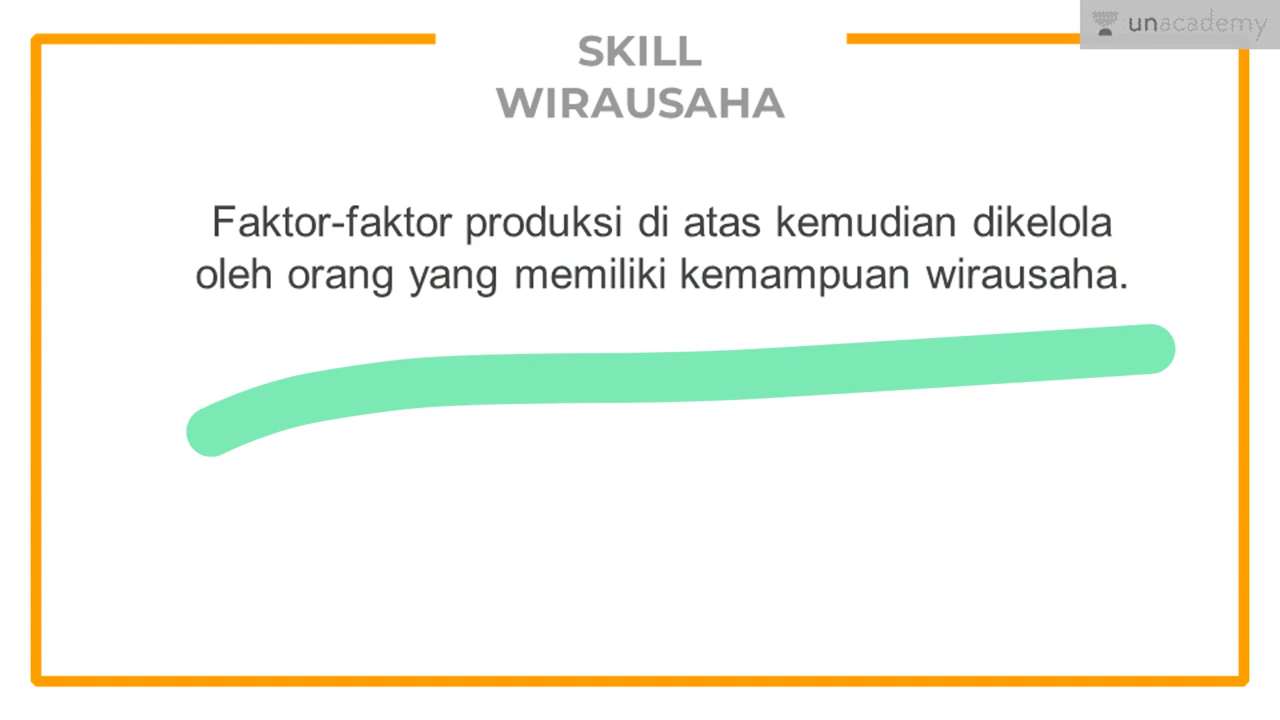 unacademy
SKILL
WIRAUSAHA
Faktor-faktor produksi di atas kemudian dikelola
oleh orang yang memiliki kemampuan wirausaha.